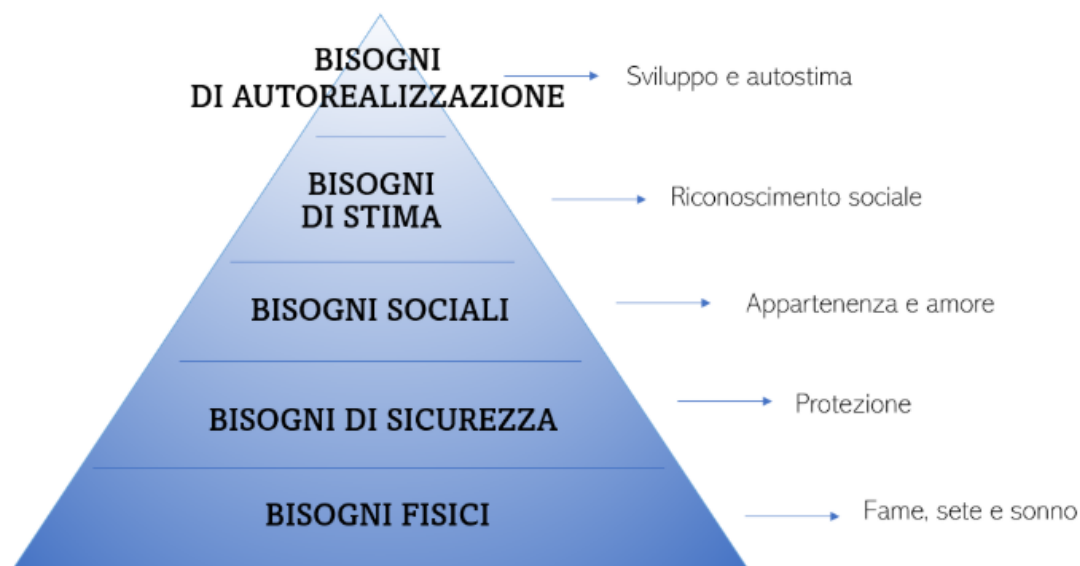 BISOGNI
DI AUTOREALIZZAZIONE
Sviluppo e autostima
BISOGNI
DI STIMA
Riconoscimento sociale
BISOGNI SOCIALI
Appartenenza e amore
BISOGNI DI SICUREZZA
Protezione
BISOGNI FISICI
Fame, sete e sonno